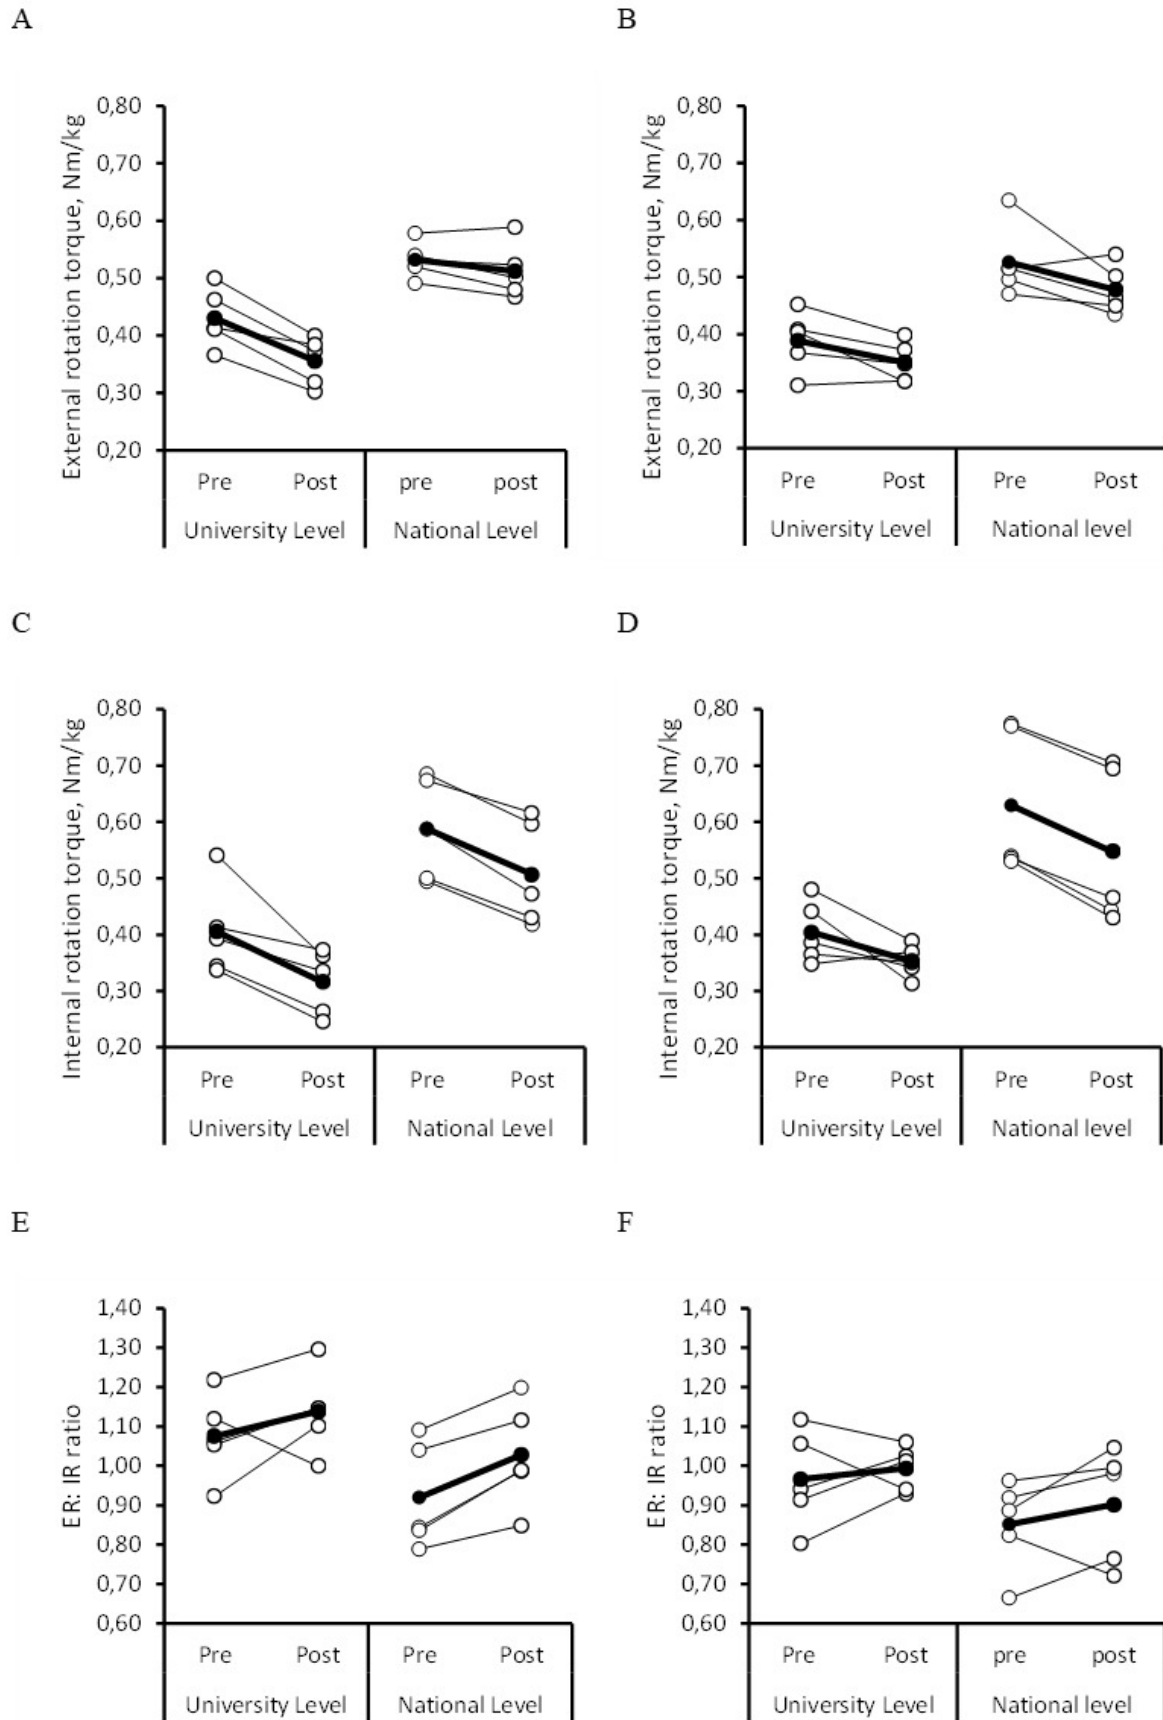 A
B
External rotation torque, Nm/kg
0,80
0,70
0,60
0,50
0,40
0,30
0,20
Pre
Post
pre
post
University Level
National Level
External rotation torque, Nm/kg
0,80
0,70
0,60
0,50
0,40
0,30
0,20
Pre
Post
Pre
Post
University Level
National level
C
D
Internal rotation torque, Nm/kg
0,80
0,70
0,60
0,50
0,40
0,30
0,20
Pre
Post
Pre
Post
University Level
National Level
Internal rotation torque, Nm/kg
0,80
0,70
0,60
0,50
0,40
0,30
0,20
Pre
Post
Pre
Post
University Level
National level
E
F
ER: IR ratio
1,40
1,30
1,20
1,10
1,00
0,90
0,80
0,70
0,60
Pre
Post
Pre
Post
University Level
National Level
ER: IR ratio
1,40
1,30
1,20
1,10
1,00
0,90
0,80
0,70
0,60
Pre
Post
pre
post
University Level
National level